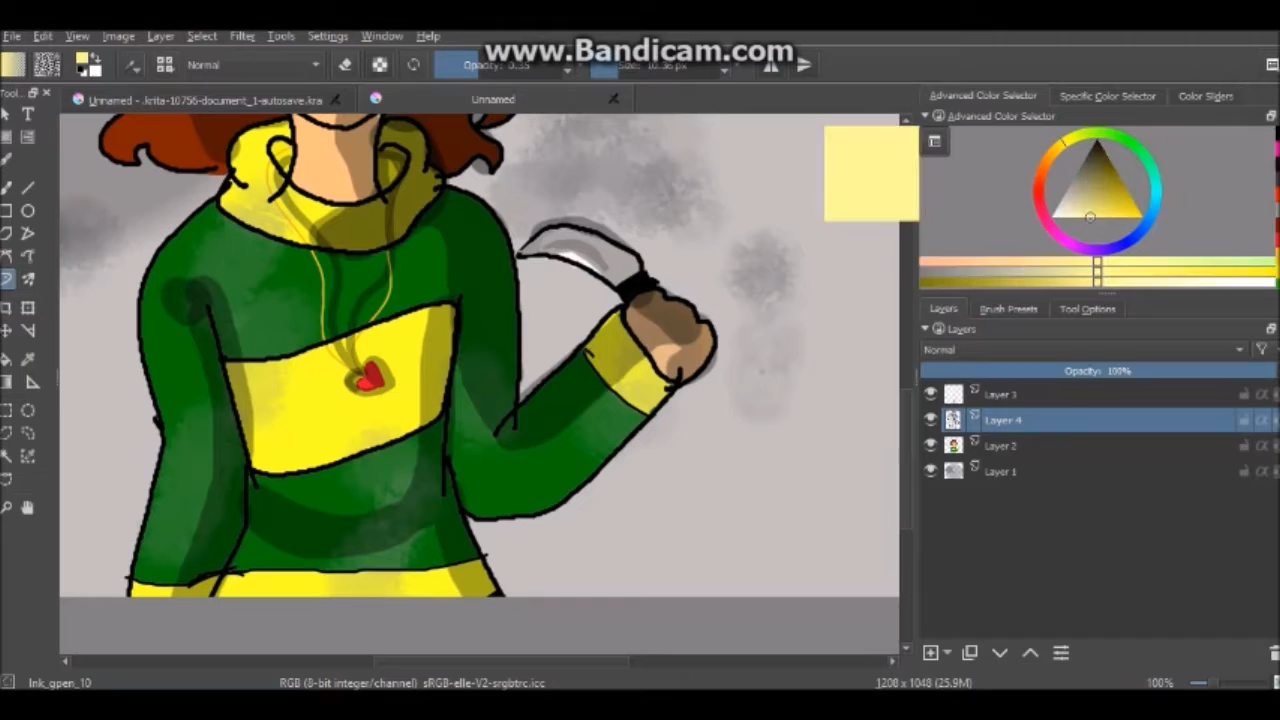 www.Bandicam.com
File Edit View Image Layer Select Filter Tools Settings Window Help
Normal Opacity: 0.35 Size: 10.36 px
Tool...
Unnamed - .krita-10756-document_1-autosave.kra
Unnamed
Advanced Color Selector Specific Color Selector Color Sliders
Advanced Color Selector
Layers Brush Presets Tool Options
Layers
Normal
Opacity: 100%
Layer 3
Layer 4
Layer 2
Layer 1
Ink_gpen_10 RGB (8-bit integer/channel) sRGB-elle-V2-srgbtrc.icc 1208 x 1048 (25.9M) 100%